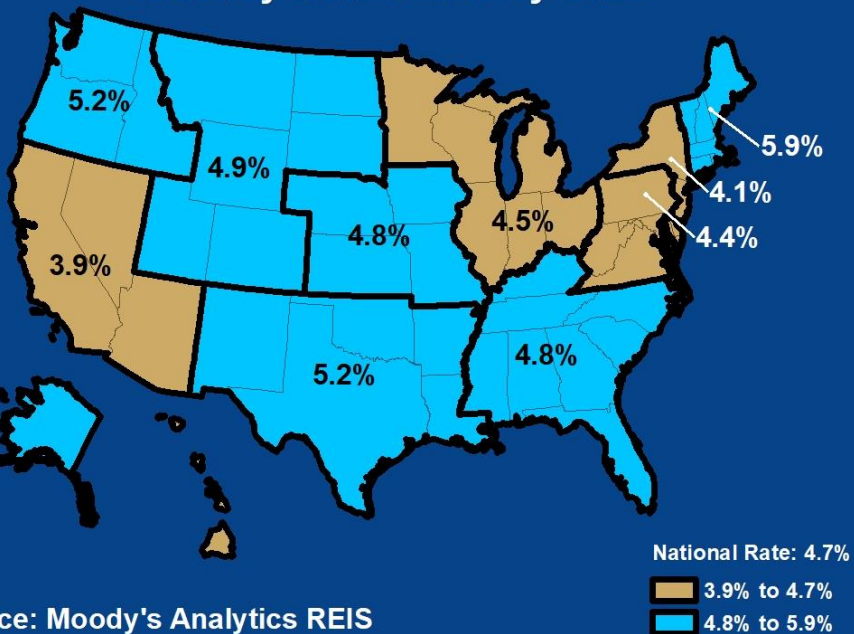 5.2%
5.9%
4.9%
4.1%
4.5%
4.8%
4.4%
3.9%
4.8%
5.2%
National Rate: 4.7%
3.9% to 4.7%
4.8% to 5.9%
ce: Moody's Analytics REIS